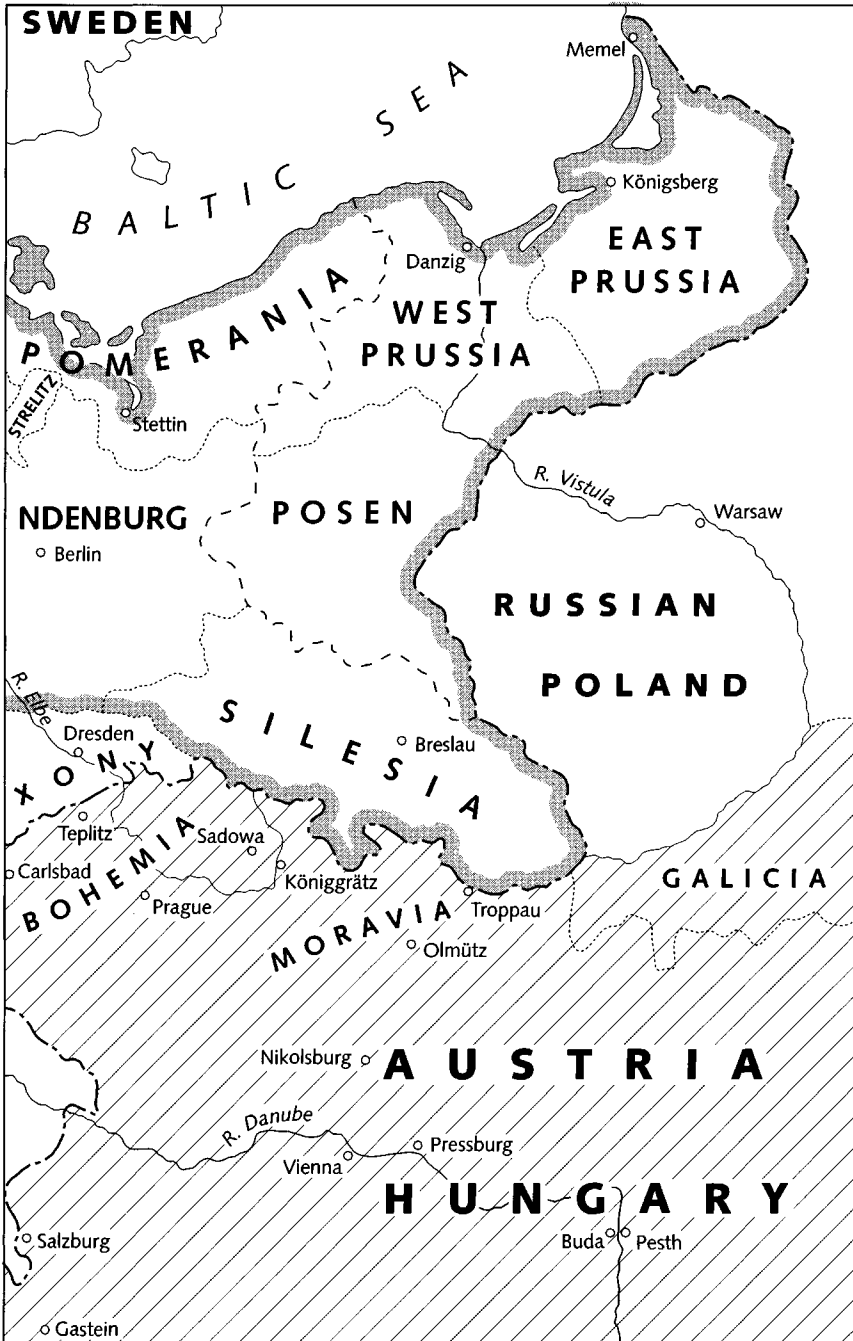 SWEDEN
Memel
BALTIC SEA
Königsberg
EAST
PRUSSIA
Danzig
WEST
PRUSSIA
POMERANIA
STRELITZ
Stettin
R. Vistula
NDENBURG
POSEN
Warsaw
Berlin
RUSSIAN
POLAND
R. Elbe
SILESIA
Dresden
Breslau
XONY
Teplitz
Sadowa
BOHEMIA
Carlsbad
Königgrätz
GALICIA
Prague
Troppau
MORAVIA
Olmütz
Nikolsburg
AUSTRIA
R. Danube
Pressburg
Vienna
HUNGARY
Salzburg
Buda
Pesth
Gastein